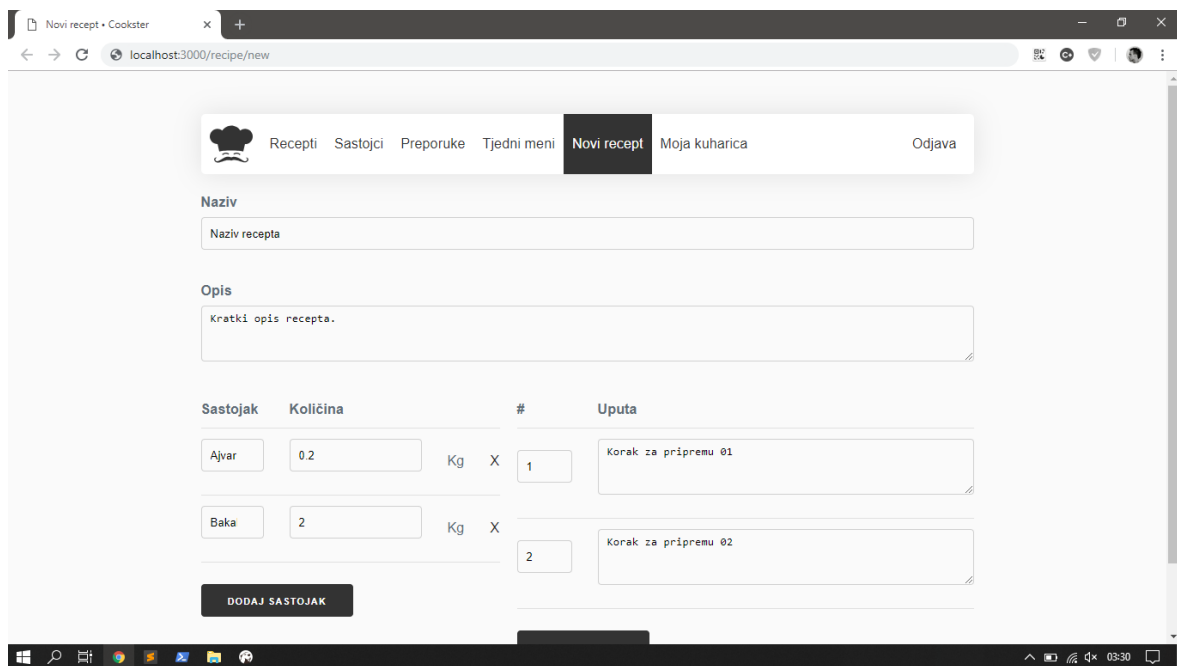 Novi recept • Cookster
localhost:3000/recipe/new
Recepti Sastojci Preporuke Tjedni meni Novi recept Moja kuharica Odjava
Naziv
Naziv recepta
Opis
Kratki opis recepta.
Sastojak Količina
Ajvar 0.2 Kg X
Baka 2 Kg X
DODAJ SASTOJAK
# Uputa
1 Korak za pripremu 01
2 Korak za pripremu 02
03:30